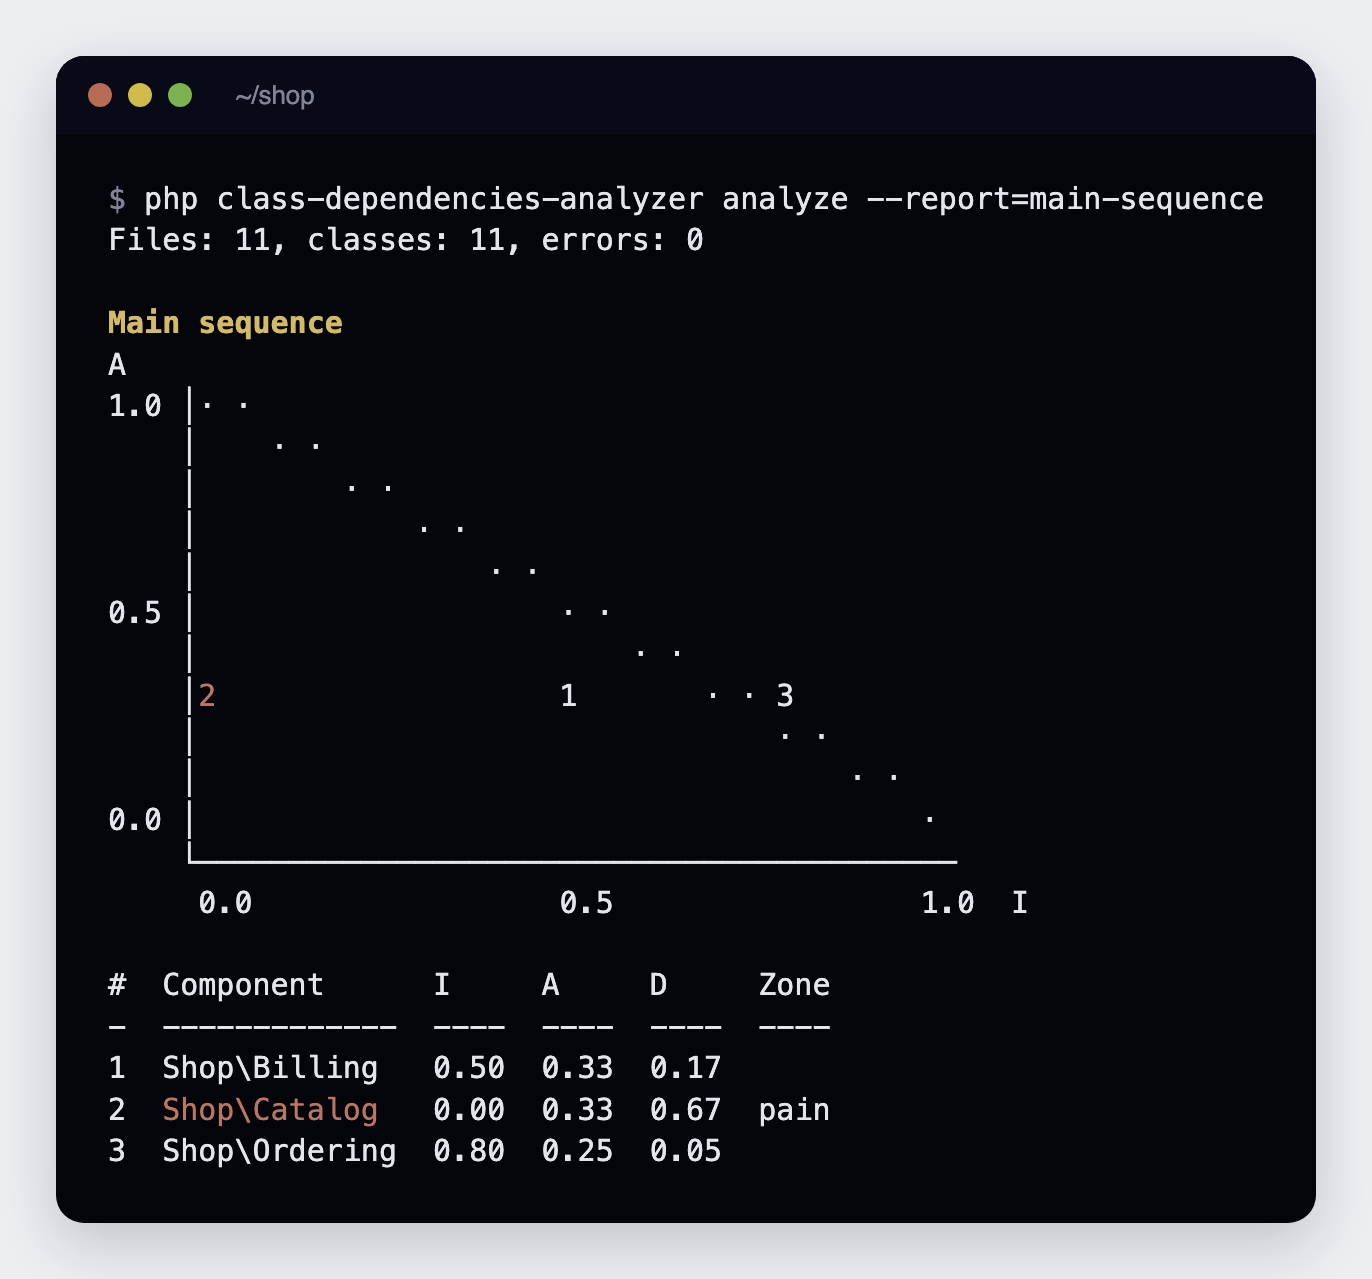 ~/shop
$ php class-dependencies-analyzer analyze --report=main-sequence
Files: 11, classes: 11, errors: 0
Main sequence
A
1.0 │· ·
    │    · ·
    │        · ·
    │            · ·
    │                · ·
0.5 │                    · ·
    │                        · ·
    │2                   1       · · 3
    │                                · ·
    │                                    · ·
0.0 │                                        ·
    └──────────────────────────────────────────
     0.0                 0.5                 1.0  I
#  Component      I     A     D     Zone
-  -------------  ----  ----  ----  ----
1  Shop\Billing   0.50  0.33  0.17
2  Shop\Catalog   0.00  0.33  0.67  pain
3  Shop\Ordering  0.80  0.25  0.05